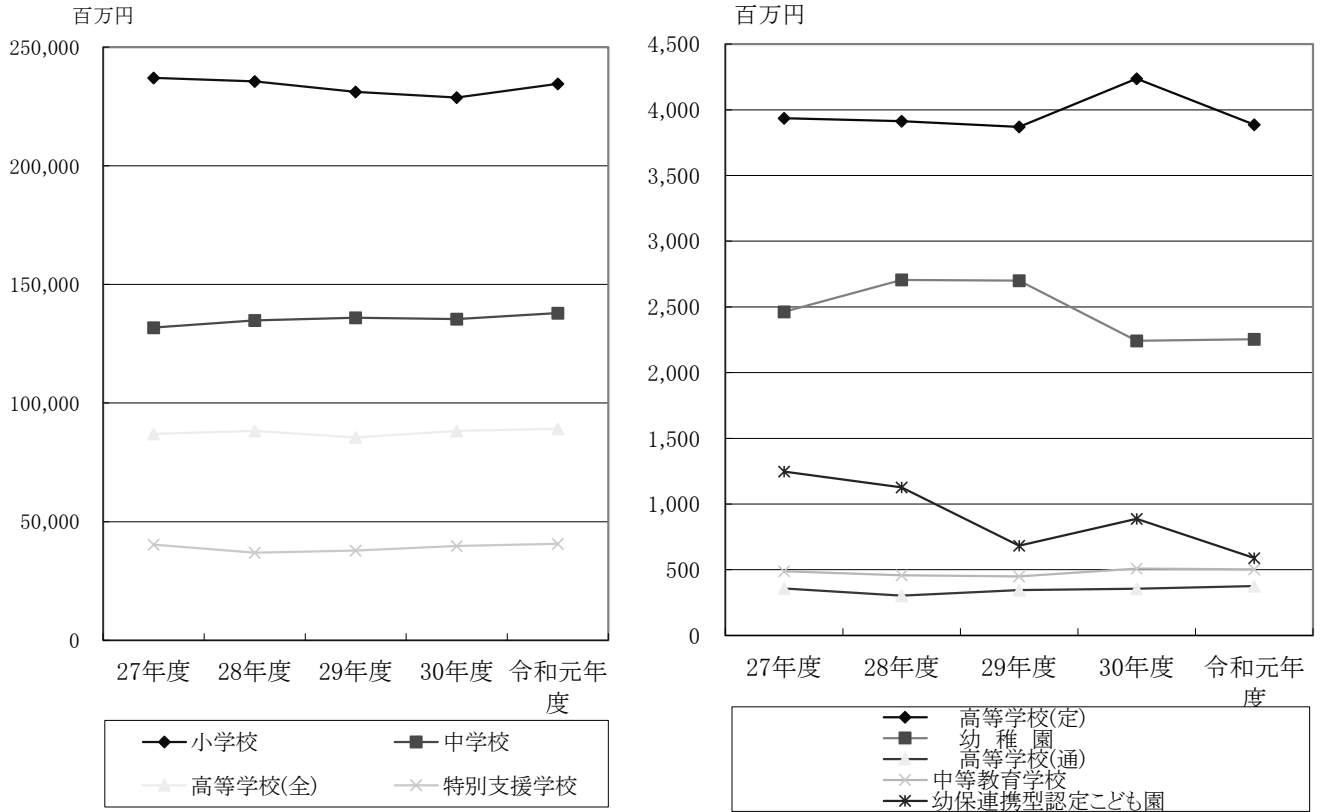 百万円
250,000
200,000
150,000
100,000
50,000
0
27年度 28年度 29年度 30年度 令和元年
度
小学校 中学校
高等学校(全) 特別支援学校
百万円
4,500
4,000
3,500
3,000
2,500
2,000
1,500
1,000
500
0
27年度 28年度 29年度 30年度 令和元年
度
高等学校(定)
幼 稚 園
高等学校(通)
中等教育学校
幼保連携型認定こども園